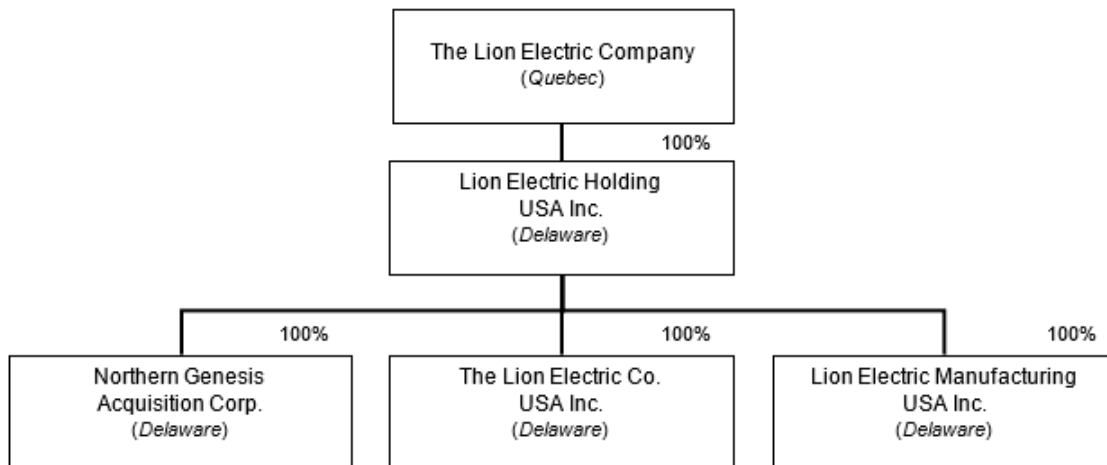 The Lion Electric Company
(Quebec)
100%
Lion Electric Holding
USA Inc.
(Delaware)
100%
100%
100%
Northern Genesis
Acquisition Corp.
(Delaware)
The Lion Electric Co.
USA Inc.
(Delaware)
Lion Electric Manufacturing
USA Inc.
(Delaware)